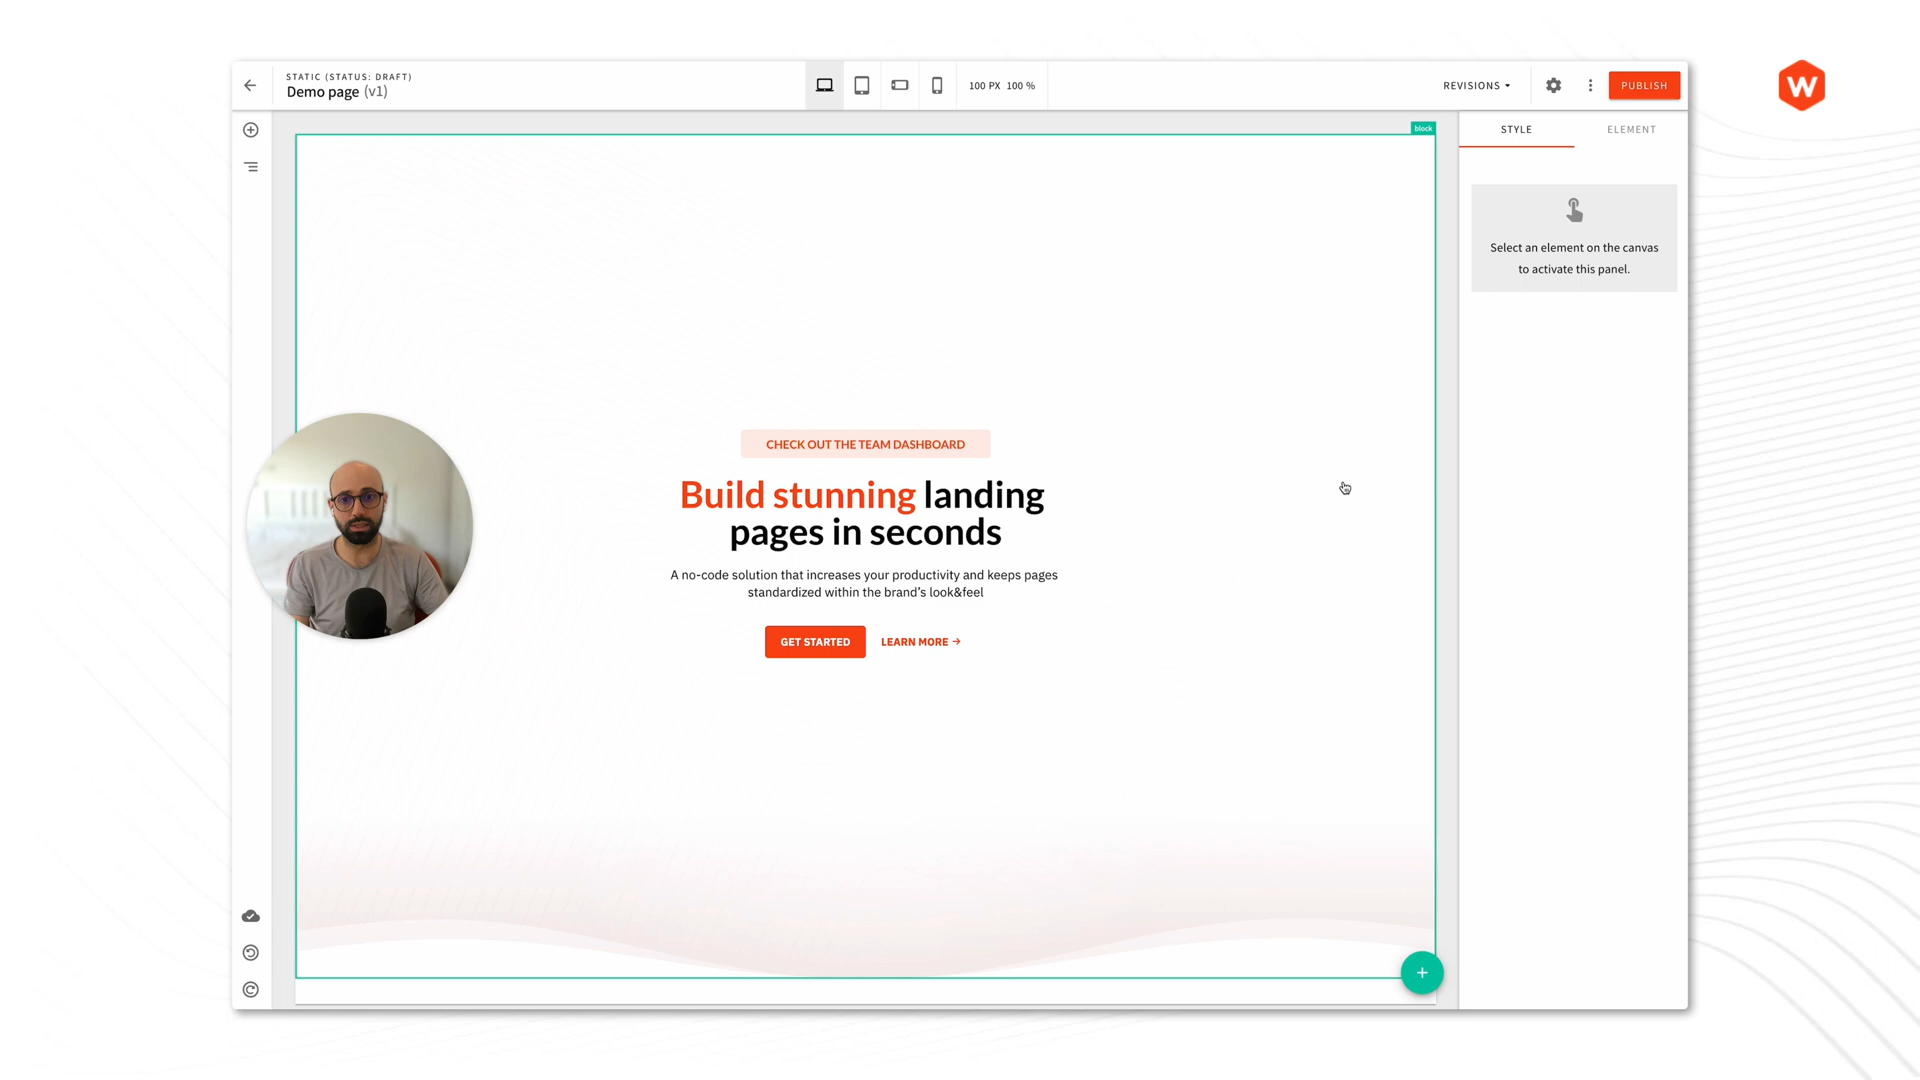 STATIC (STATUS: DRAFT)
Demo page (v1)
100 PX 100 %
REVISIONS
PUBLISH
W
block
STYLE
ELEMENT
Select an element on the canvas
to activate this panel.
CHECK OUT THE TEAM DASHBOARD
Build stunning landing
pages in seconds
A no-code solution that increases your productivity and keeps pages
standardized within the brand's look&feel
GET STARTED
LEARN MORE →